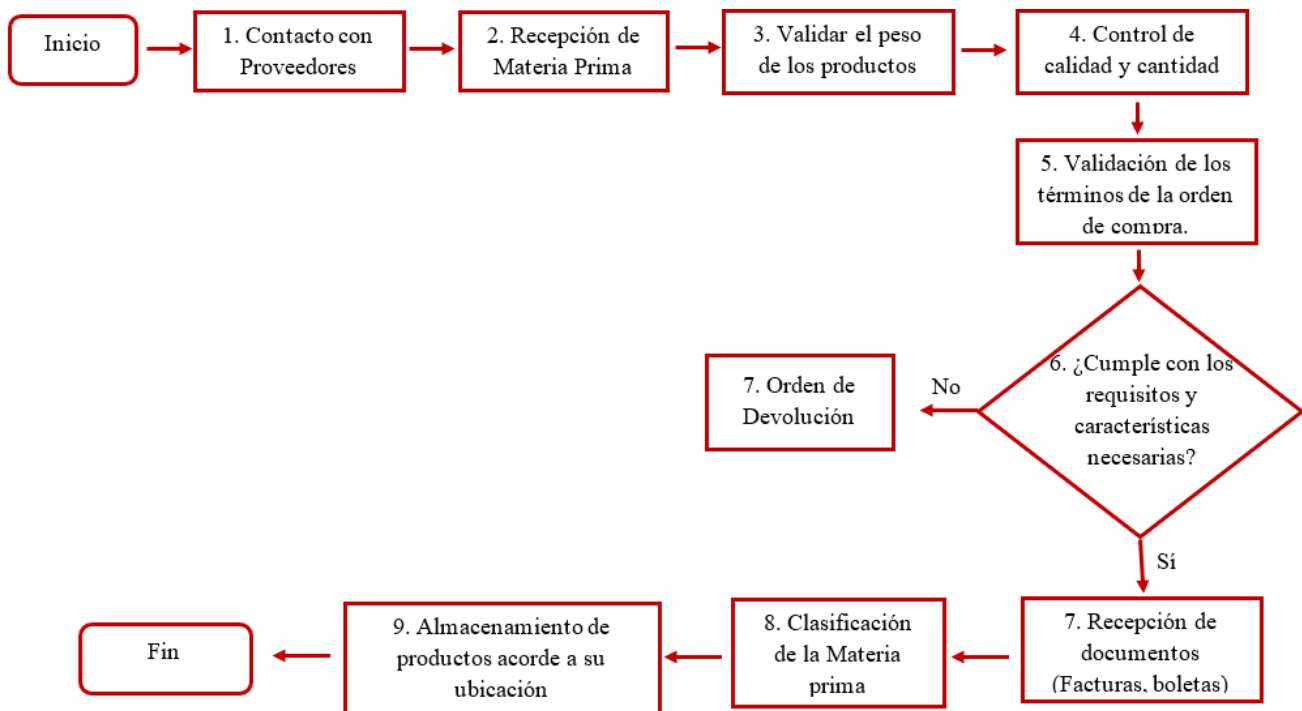 Inicio
1. Contacto con
Proveedores
2. Recepción de
Materia Prima
3. Validar el peso
de los productos
4. Control de
calidad y cantidad
5. Validación de los
términos de la orden
de compra.
6. ¿Cumple con los
requisitos y
características
necesarias?
No
7. Orden de
Devolución
Sí
7. Recepción de
documentos
(Facturas, boletas)
8. Clasificación
de la Materia
prima
9. Almacenamiento de
productos acorde a su
ubicación
Fin